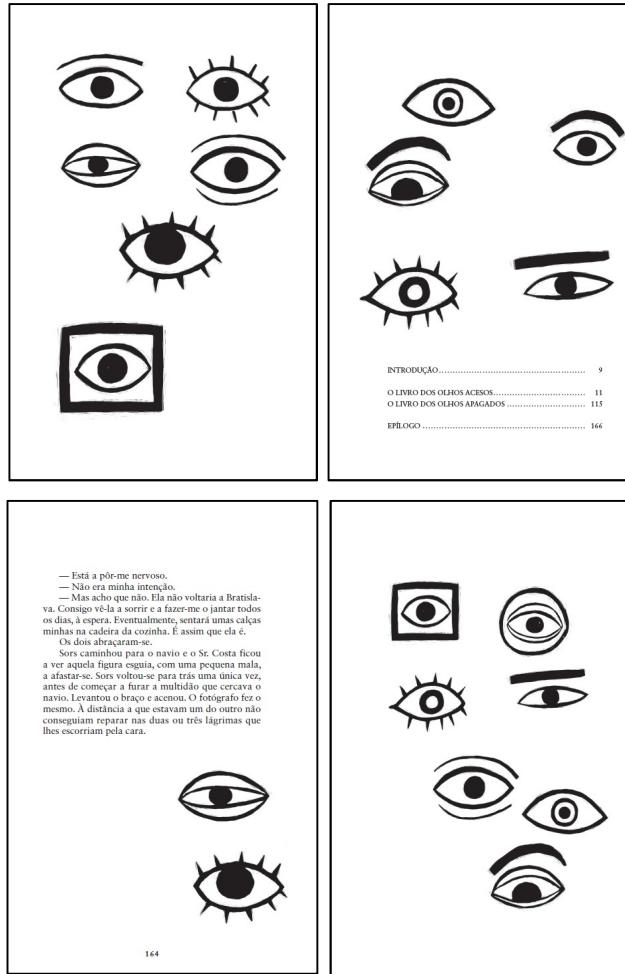 INTRODUÇÃO........................................................ 9
O LIVRO DOS OLHOS ACESOS................................ 11
O LIVRO DOS OLHOS APAGADOS ........................... 115
EPÍLOGO ............................................................ 166
— Está a pôr-me nervoso.
— Não era minha intenção.
— Mas acho que não. Ela não voltaria a Bratisla-
va. Consigo vê-la a sorrir e a fazer-me o jantar todos
os dias, à espera. Eventualmente, sentará umas calças
minhas na cadeira da cozinha. É assim que ela é.
Os dois abraçaram-se.
Sors caminhou para o navio e o Sr. Costa ficou
a ver aquela figura esguia, com uma pequena mala,
a afastar-se. Sors voltou-se para trás uma única vez,
antes de começar a furar a multidão que cercava o
navio. Levantou o braço e acenou. O fotógrafo fez o
mesmo. À distância a que estavam um do outro não
conseguiam reparar nas duas ou três lágrimas que
lhes escorriam pela cara.
164